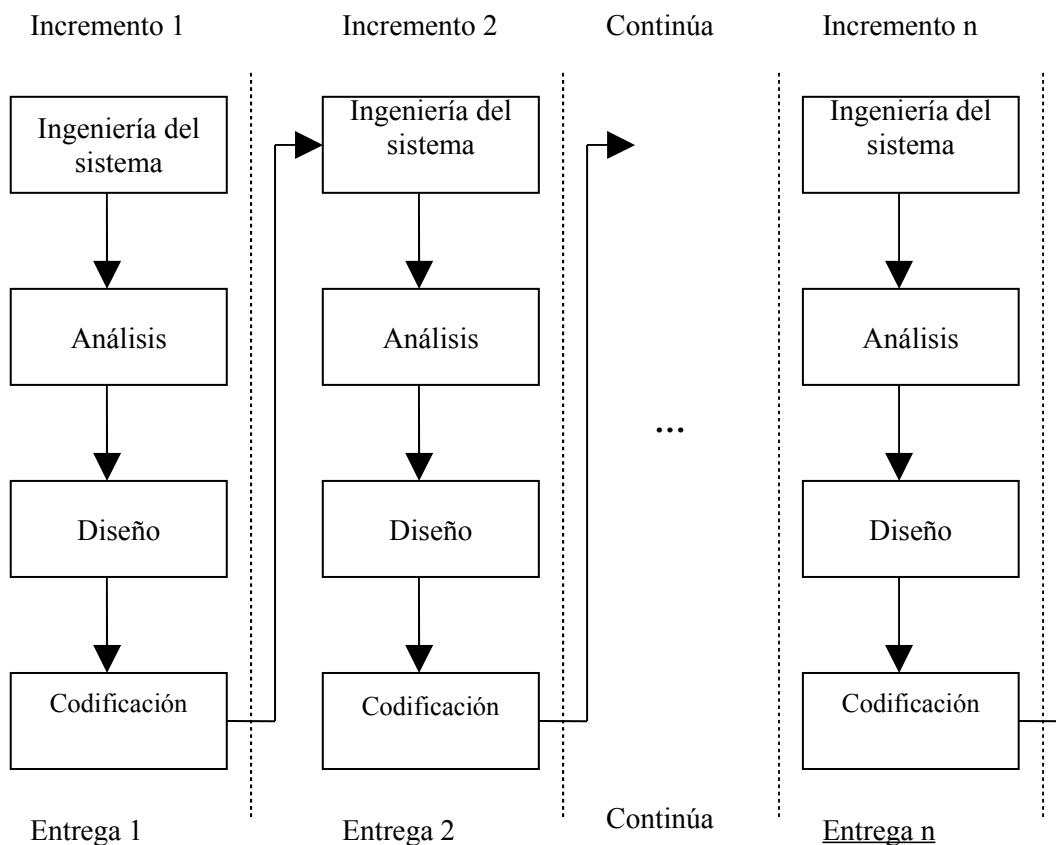 Incremento 1
Incremento 2
Continúa
Incremento n
Ingeniería del
sistema
Ingeniería del
sistema
Ingeniería del
sistema
Análisis
Análisis
Análisis
...
Diseño
Diseño
Diseño
Codificación
Codificación
Codificación
Entrega 1
Entrega 2
Continúa
Entrega n